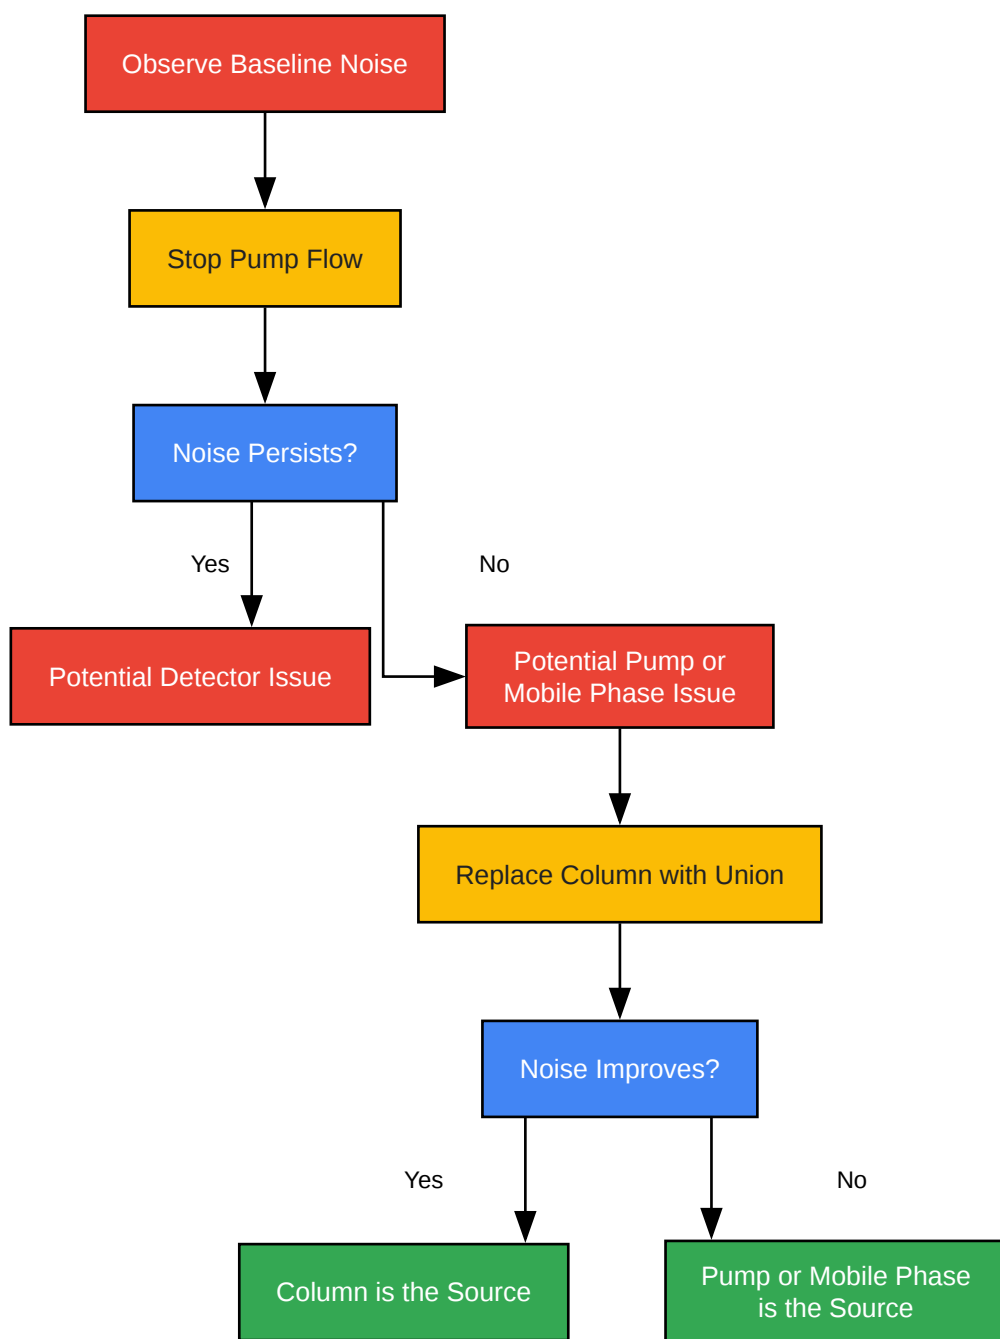 Observe Baseline Noise
Stop Pump Flow
Noise Persists?
Yes
No
Potential Detector Issue
Potential Pump or
Mobile Phase Issue
Replace Column with Union
Noise Improves?
Yes
No
Column is the Source
Pump or Mobile Phase
is the Source